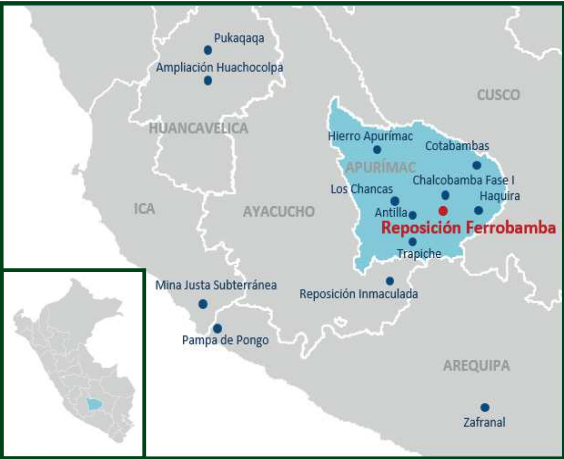 Pukaqaqa
Ampliación Huachocolpa
CUSCO
HUANCAVELICA
Hierro Apurimac
Cotabambas
APURÍMAC
Chalcobamba Fase I
Los Chancas
Haquira
ICA
AYACUCHO
Antilla
Reposición Ferrobamba
Trapiche
Mina Justa Subterránea
Reposición Inmaculada
Pampa de Pongo
AREQUIPA
Zafranal